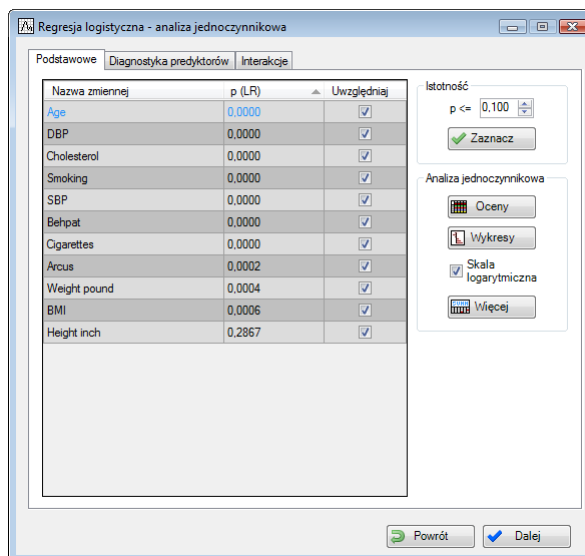 Regresja logistyczna - analiza jednoczynnikowa
Podstawowe Diagnostyka predyktorów Interakcje
Nazwa zmiennej p (LR) Uwzględniaj
Age 0,0000
DBP 0,0000
Cholesterol 0,0000
Smoking 0,0000
SBP 0,0000
Behpat 0,0000
Cigarettes 0,0000
Arcus 0,0002
Weight pound 0,0004
BMI 0,0006
Height inch 0,2867
Istotność
p <= 0,100
Zaznacz
Analiza jednoczynnikowa
Oceny
Wykresy
Skala
logarytmiczna
Więcej
Powrót Dalej